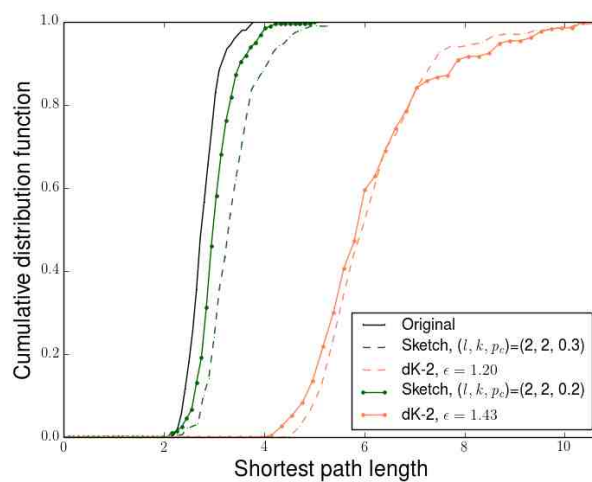 1.0
0.8
0.6
0.4
0.2
0.0
Cumulative distribution function
Original
Sketch, (l, k, p_c)=(2, 2, 0.3)
dK-2, ϵ = 1.20
Sketch, (l, k, p_c)=(2, 2, 0.2)
dK-2, ϵ = 1.43
0 2 4 6 8 10
Shortest path length